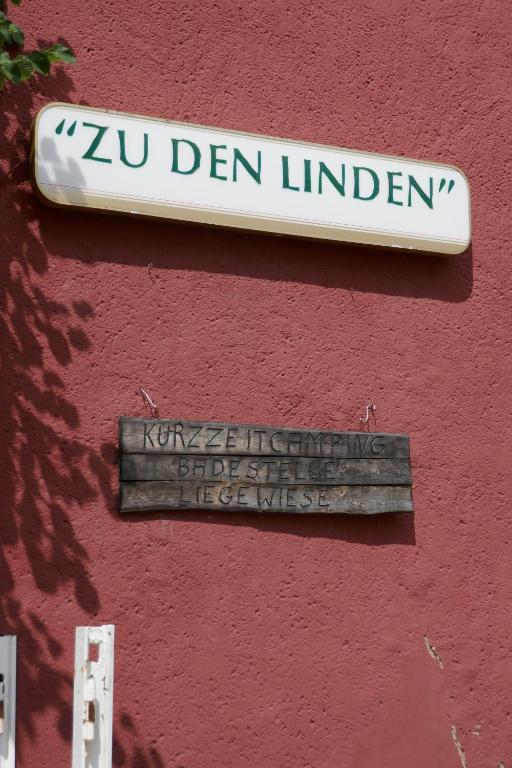 "ZU DEN LINDEN"
KURZZEITCAMPING
BADESTELLE
LIEGEWIESE